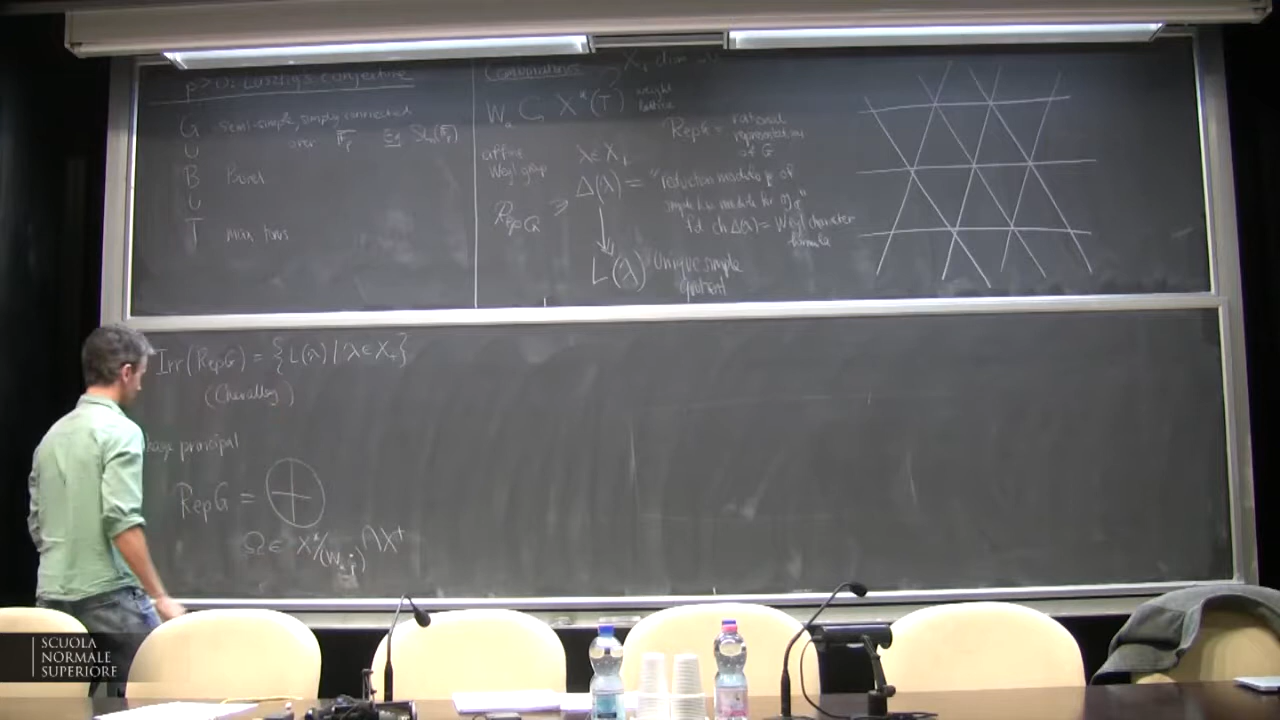 p>0: Lusztig's conjecture
G semi-simple, simply connected
over F̄p
∪
B Borel
∪
T max torus
Combinatorics
Wa ⊂ X*(T) weight lattice
affine
Weyl group
λ ∈ X+
RepG ∋ Δ(λ) = "reduction modulo p of
simple h.w. module for
ch Δ(λ) = Weyl character
formula
L(λ) unique simple
quotient
RepG = rational
representations
of G
Irr(RepG) = {L(λ) / λ ∈ X+}
(Chevalley)
principal
RepG = ⊕
Ω ∈ X*/(Wa, ·p) ∩ X+
SCUOLA
NORMALE
SUPERIORE